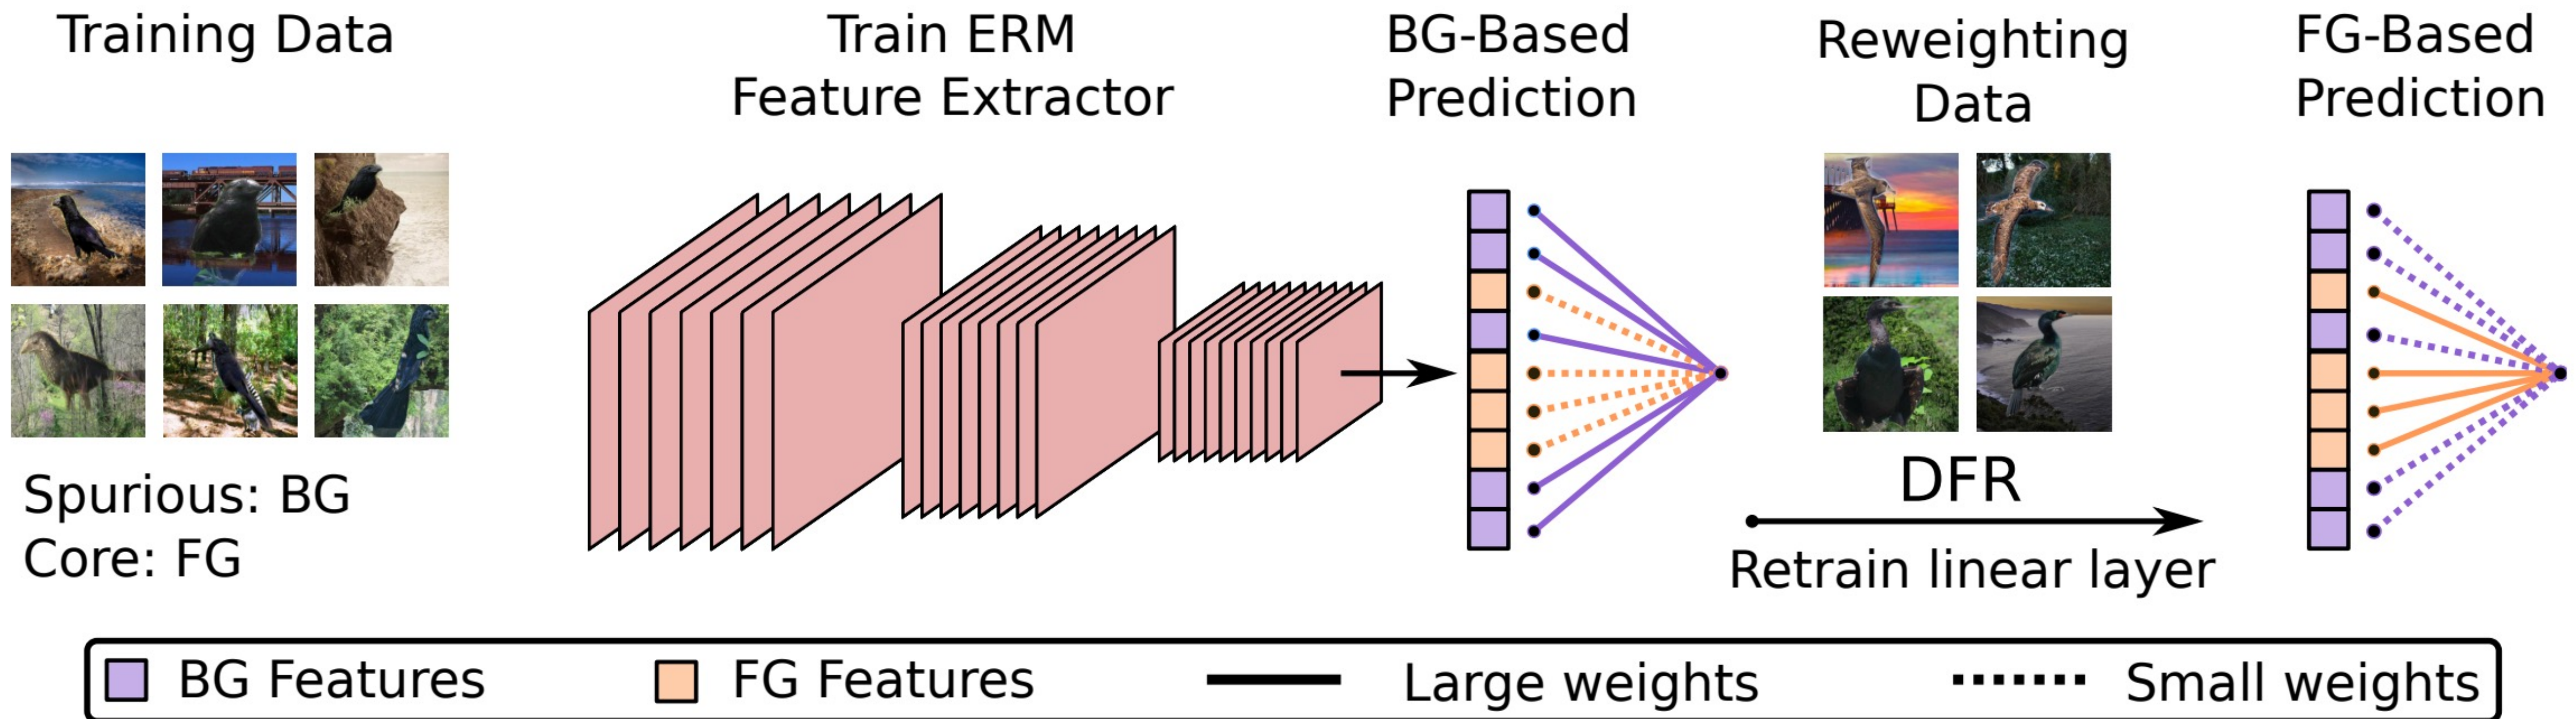 Training Data
Train ERM
Feature Extractor
BG-Based
Prediction
Reweighting
Data
FG-Based
Prediction
Spurious: BG
Core: FG
DFR
Retrain linear layer
BG Features
FG Features
Large weights
Small weights